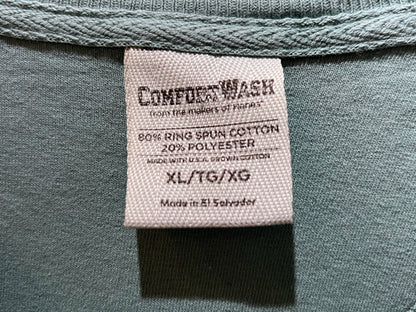 COMFORTWASH
from the makers of Hanes®
80% RING SPUN COTTON
20% POLYESTER
MADE WITH U.S.A. GROWN COTTON
XL/TG/XG
Made in El Salvador